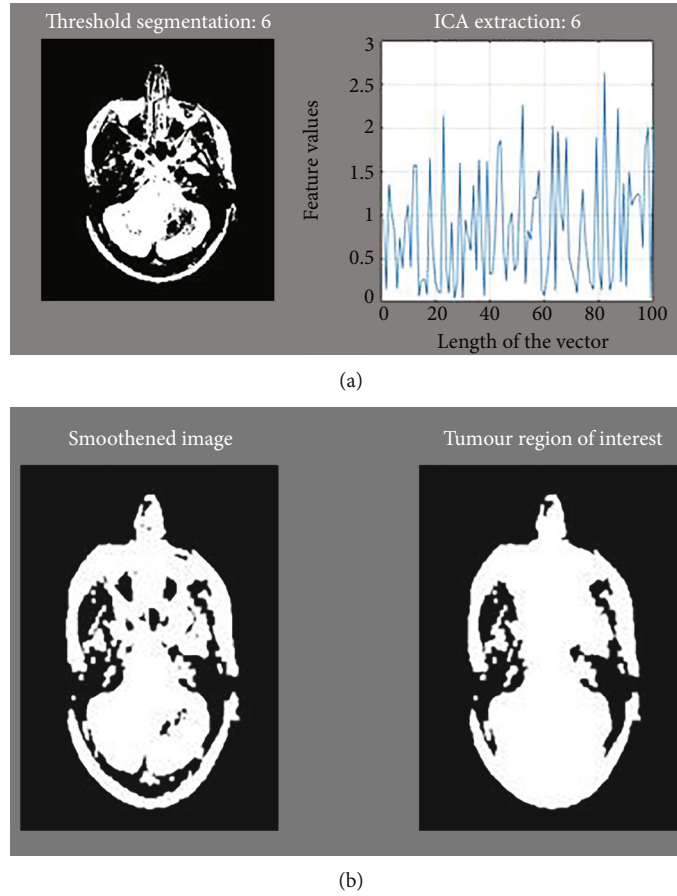 Threshold segmentation: 6
ICA extraction: 6
3
2.5
2
1.5
1
0.5
0
Feature values
0 20 40 60 80 100
Length of the vector
(a)
Smoothened image
Tumour region of interest
(b)